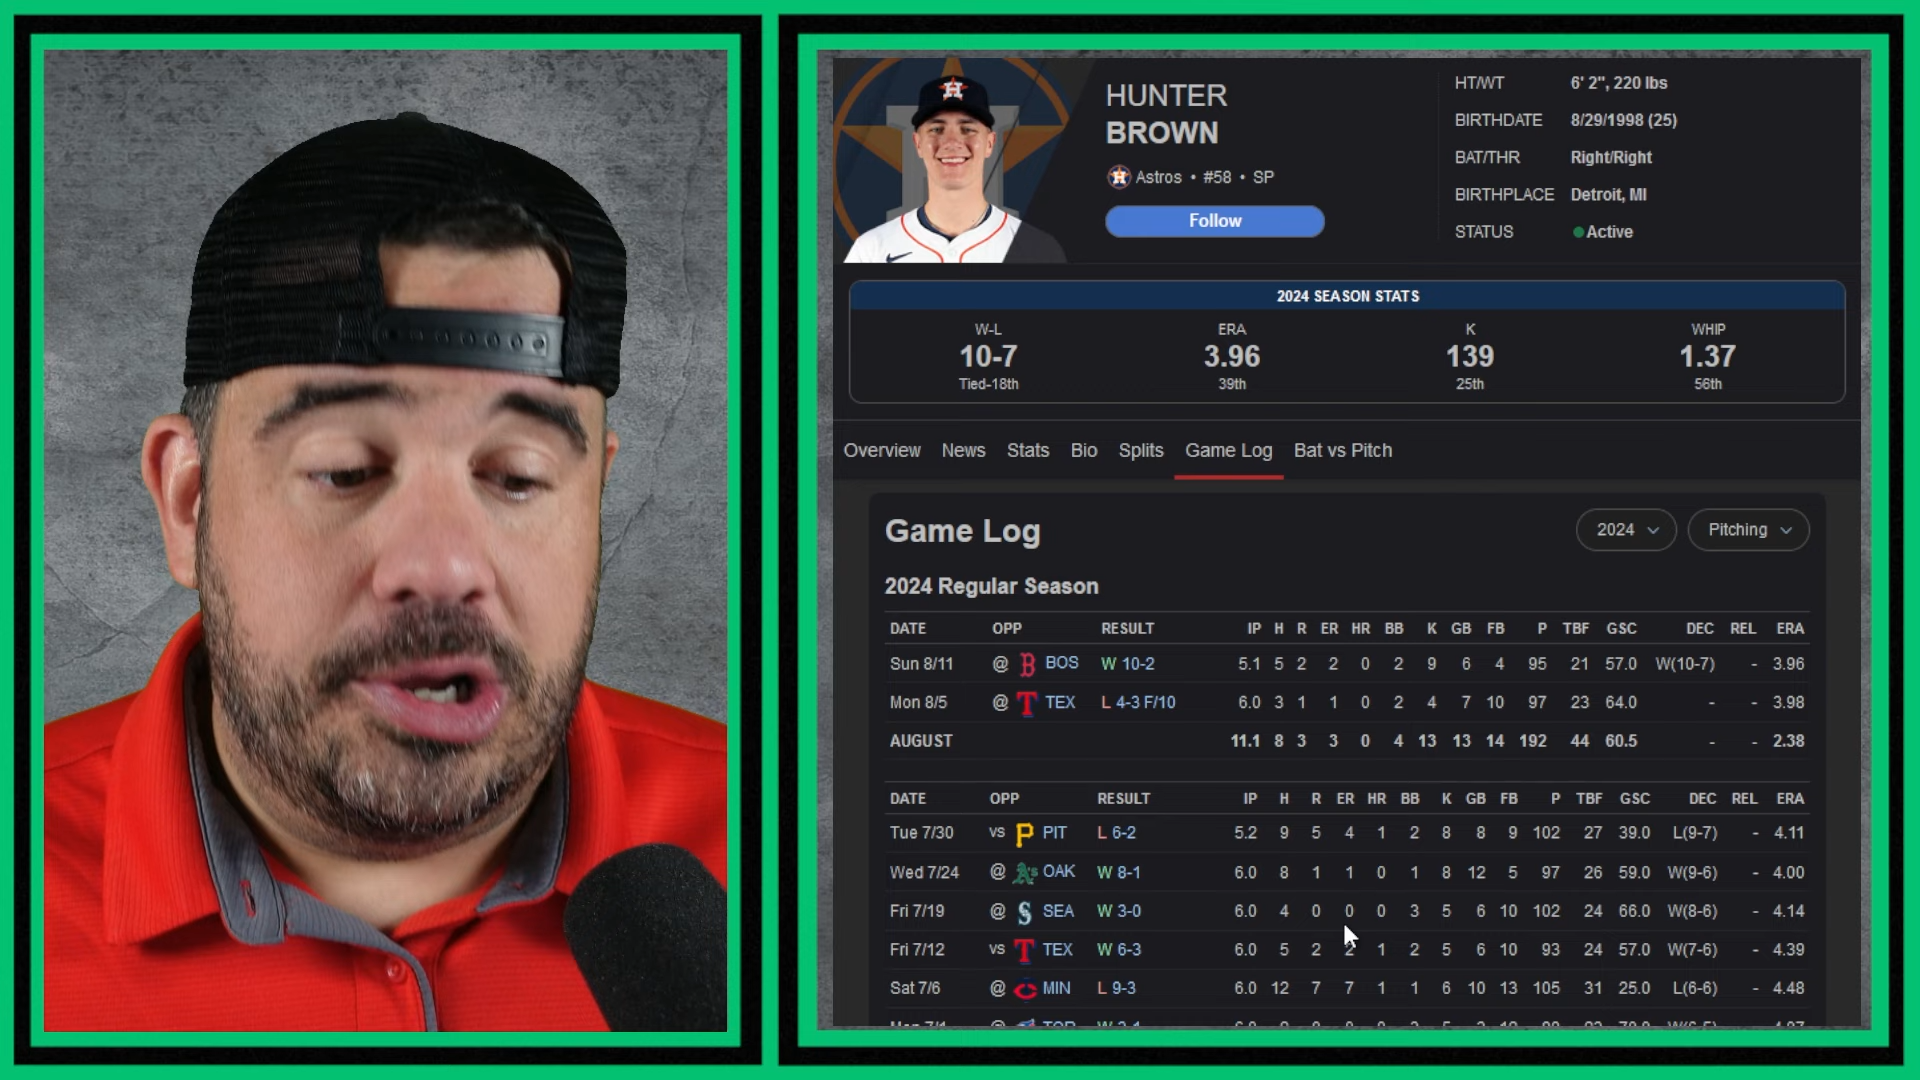 HUNTER
BROWN
Astros • #58 • SP
Follow
HT/WT 6' 2", 220 lbs
BIRTHDATE 8/29/1998 (25)
BAT/THR Right/Right
BIRTHPLACE Detroit, MI
STATUS Active
2024 SEASON STATS
W-L ERA K WHIP
10-7 3.96 139 1.37
Tied-18th 39th 25th 56th
Overview News Stats Bio Splits Game Log Bat vs Pitch
Game Log
2024 Pitching
2024 Regular Season
DATE OPP RESULT IP H R ER HR BB K GB FB P TBF GSC DEC REL ERA
Sun 8/11 @ BOS W 10-2 5.1 5 2 2 0 2 9 6 4 95 21 57.0 W(10-7) - 3.96
Mon 8/5 @ TEX L 4-3 F/10 6.0 3 1 1 0 2 4 7 10 97 23 64.0 - - 3.98
AUGUST 11.1 8 3 3 0 4 13 13 14 192 44 60.5 - - 2.38
DATE OPP RESULT IP H R ER HR BB K GB FB P TBF GSC DEC REL ERA
Tue 7/30 vs PIT L 6-2 5.2 9 5 4 1 2 8 8 9 102 27 39.0 L(9-7) - 4.11
Wed 7/24 @ OAK W 8-1 6.0 8 1 1 0 1 8 12 5 97 26 59.0 W(9-6) - 4.00
Fri 7/19 @ SEA W 3-0 6.0 4 0 0 0 3 5 6 10 102 24 66.0 W(8-6) - 4.14
Fri 7/12 vs TEX W 6-3 6.0 5 2 2 1 2 5 6 10 93 24 57.0 W(7-6) - 4.39
Sat 7/6 @ MIN L 9-3 6.0 12 7 7 1 1 6 10 13 105 31 25.0 L(6-6) - 4.48